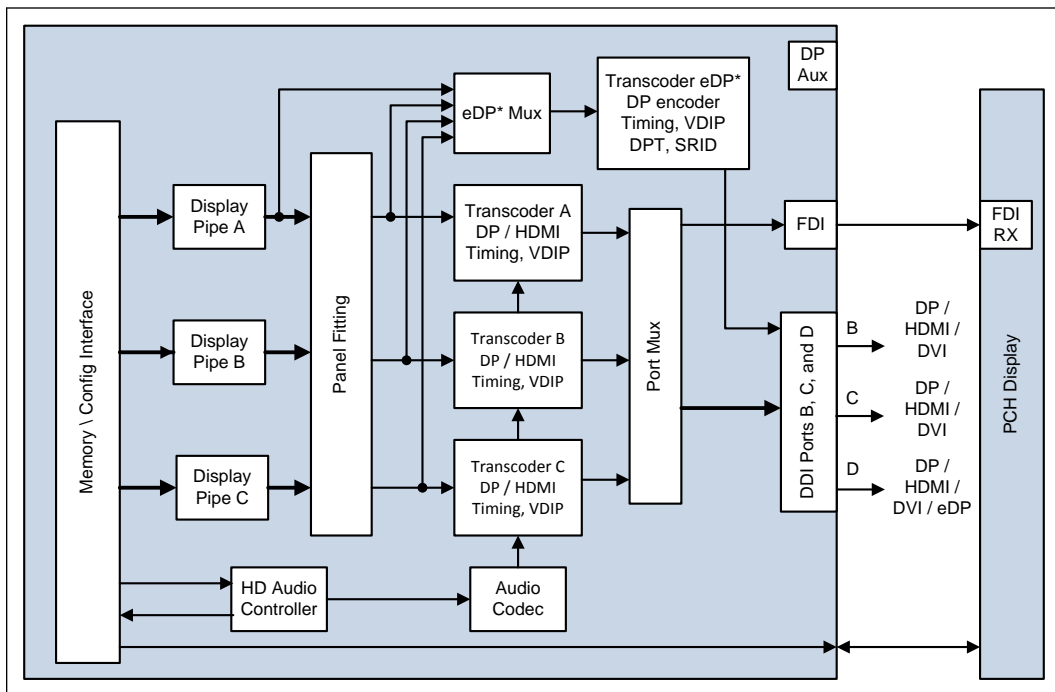 DP
Aux
Transcoder eDP*
DP encoder
Timing, VDIP
DPT, SRID
eDP* Mux
Memory \ Config Interface
Display
Pipe A
Panel Fitting
Transcoder A
DP / HDMI
Timing, VDIP
Port Mux
FDI
FDI
RX
Display
Pipe B
Transcoder B
DP / HDMI
Timing, VDIP
DDI Ports B, C, and D
B
DP /
HDMI /
DVI
C
DP /
HDMI /
DVI
D
DP /
HDMI /
DVI / eDP
PCH Display
Display
Pipe C
Transcoder C
DP / HDMI
Timing, VDIP
HD Audio
Controller
Audio
Codec